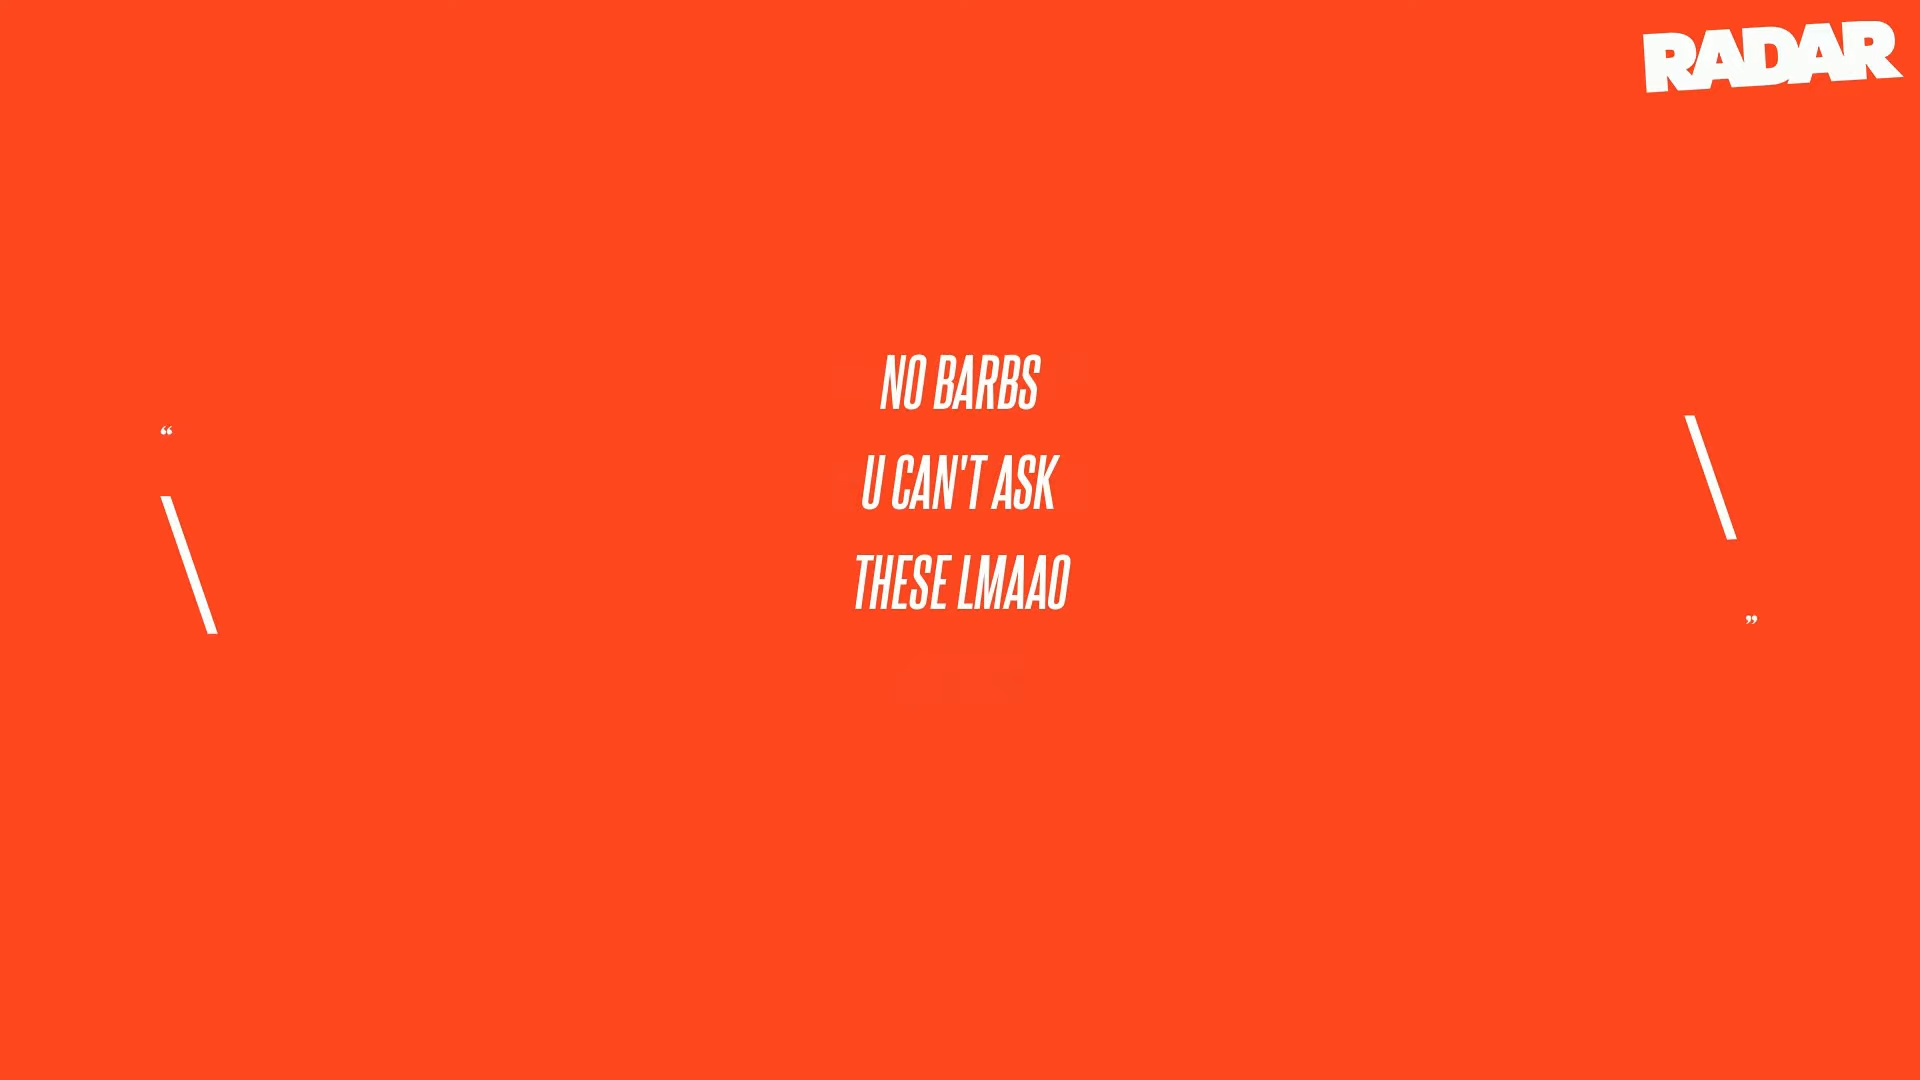 RADAR
“
NO BARBS
U CAN'T ASK
THESE LMAAO
”